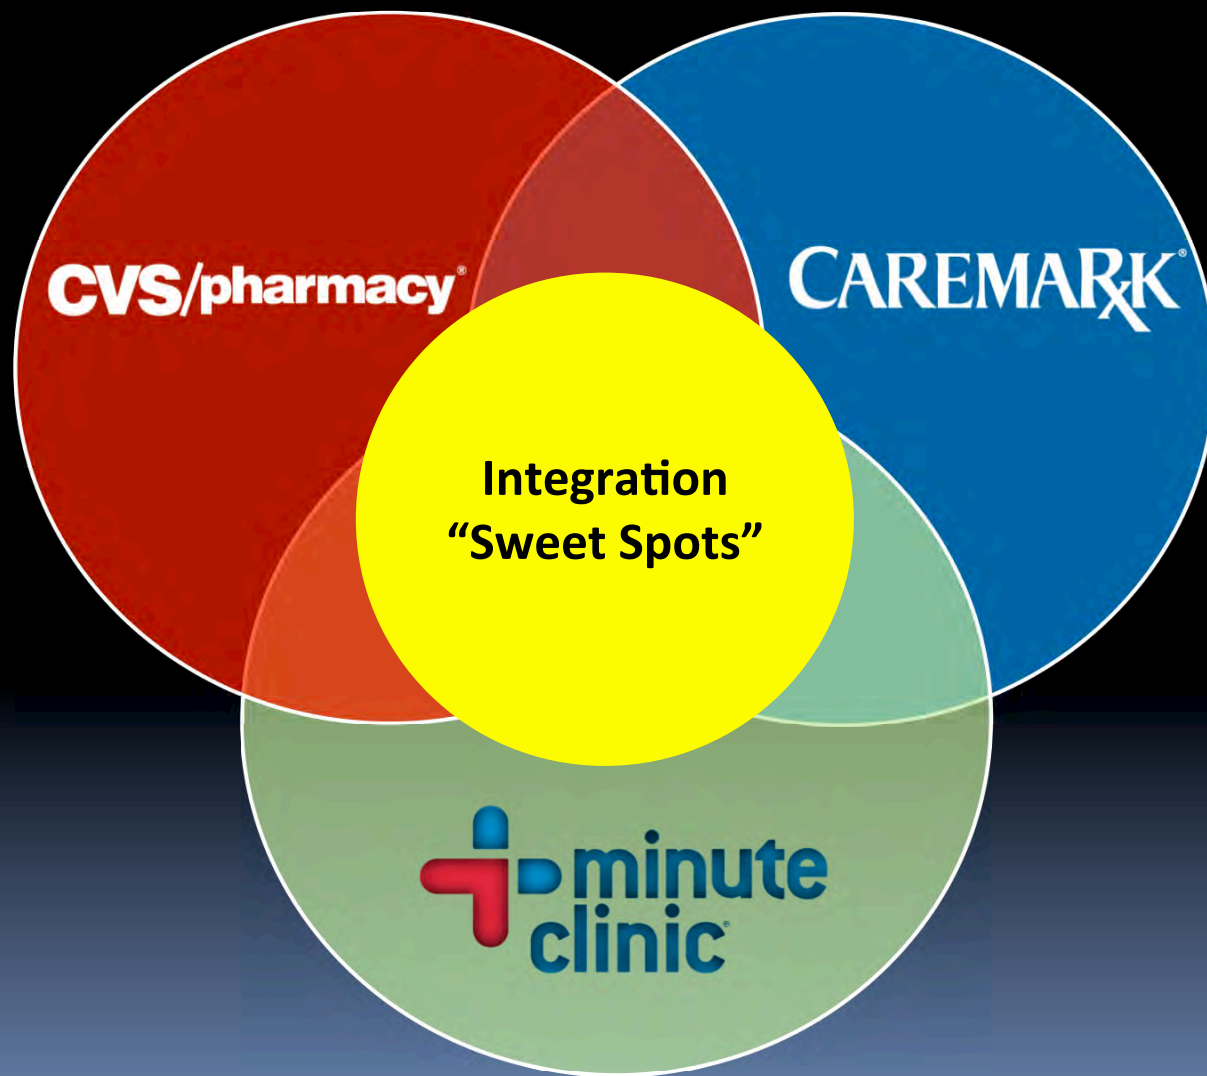 CVS/pharmacy®
CAREMARK®
Integration
“Sweet Spots”
minute
clinic